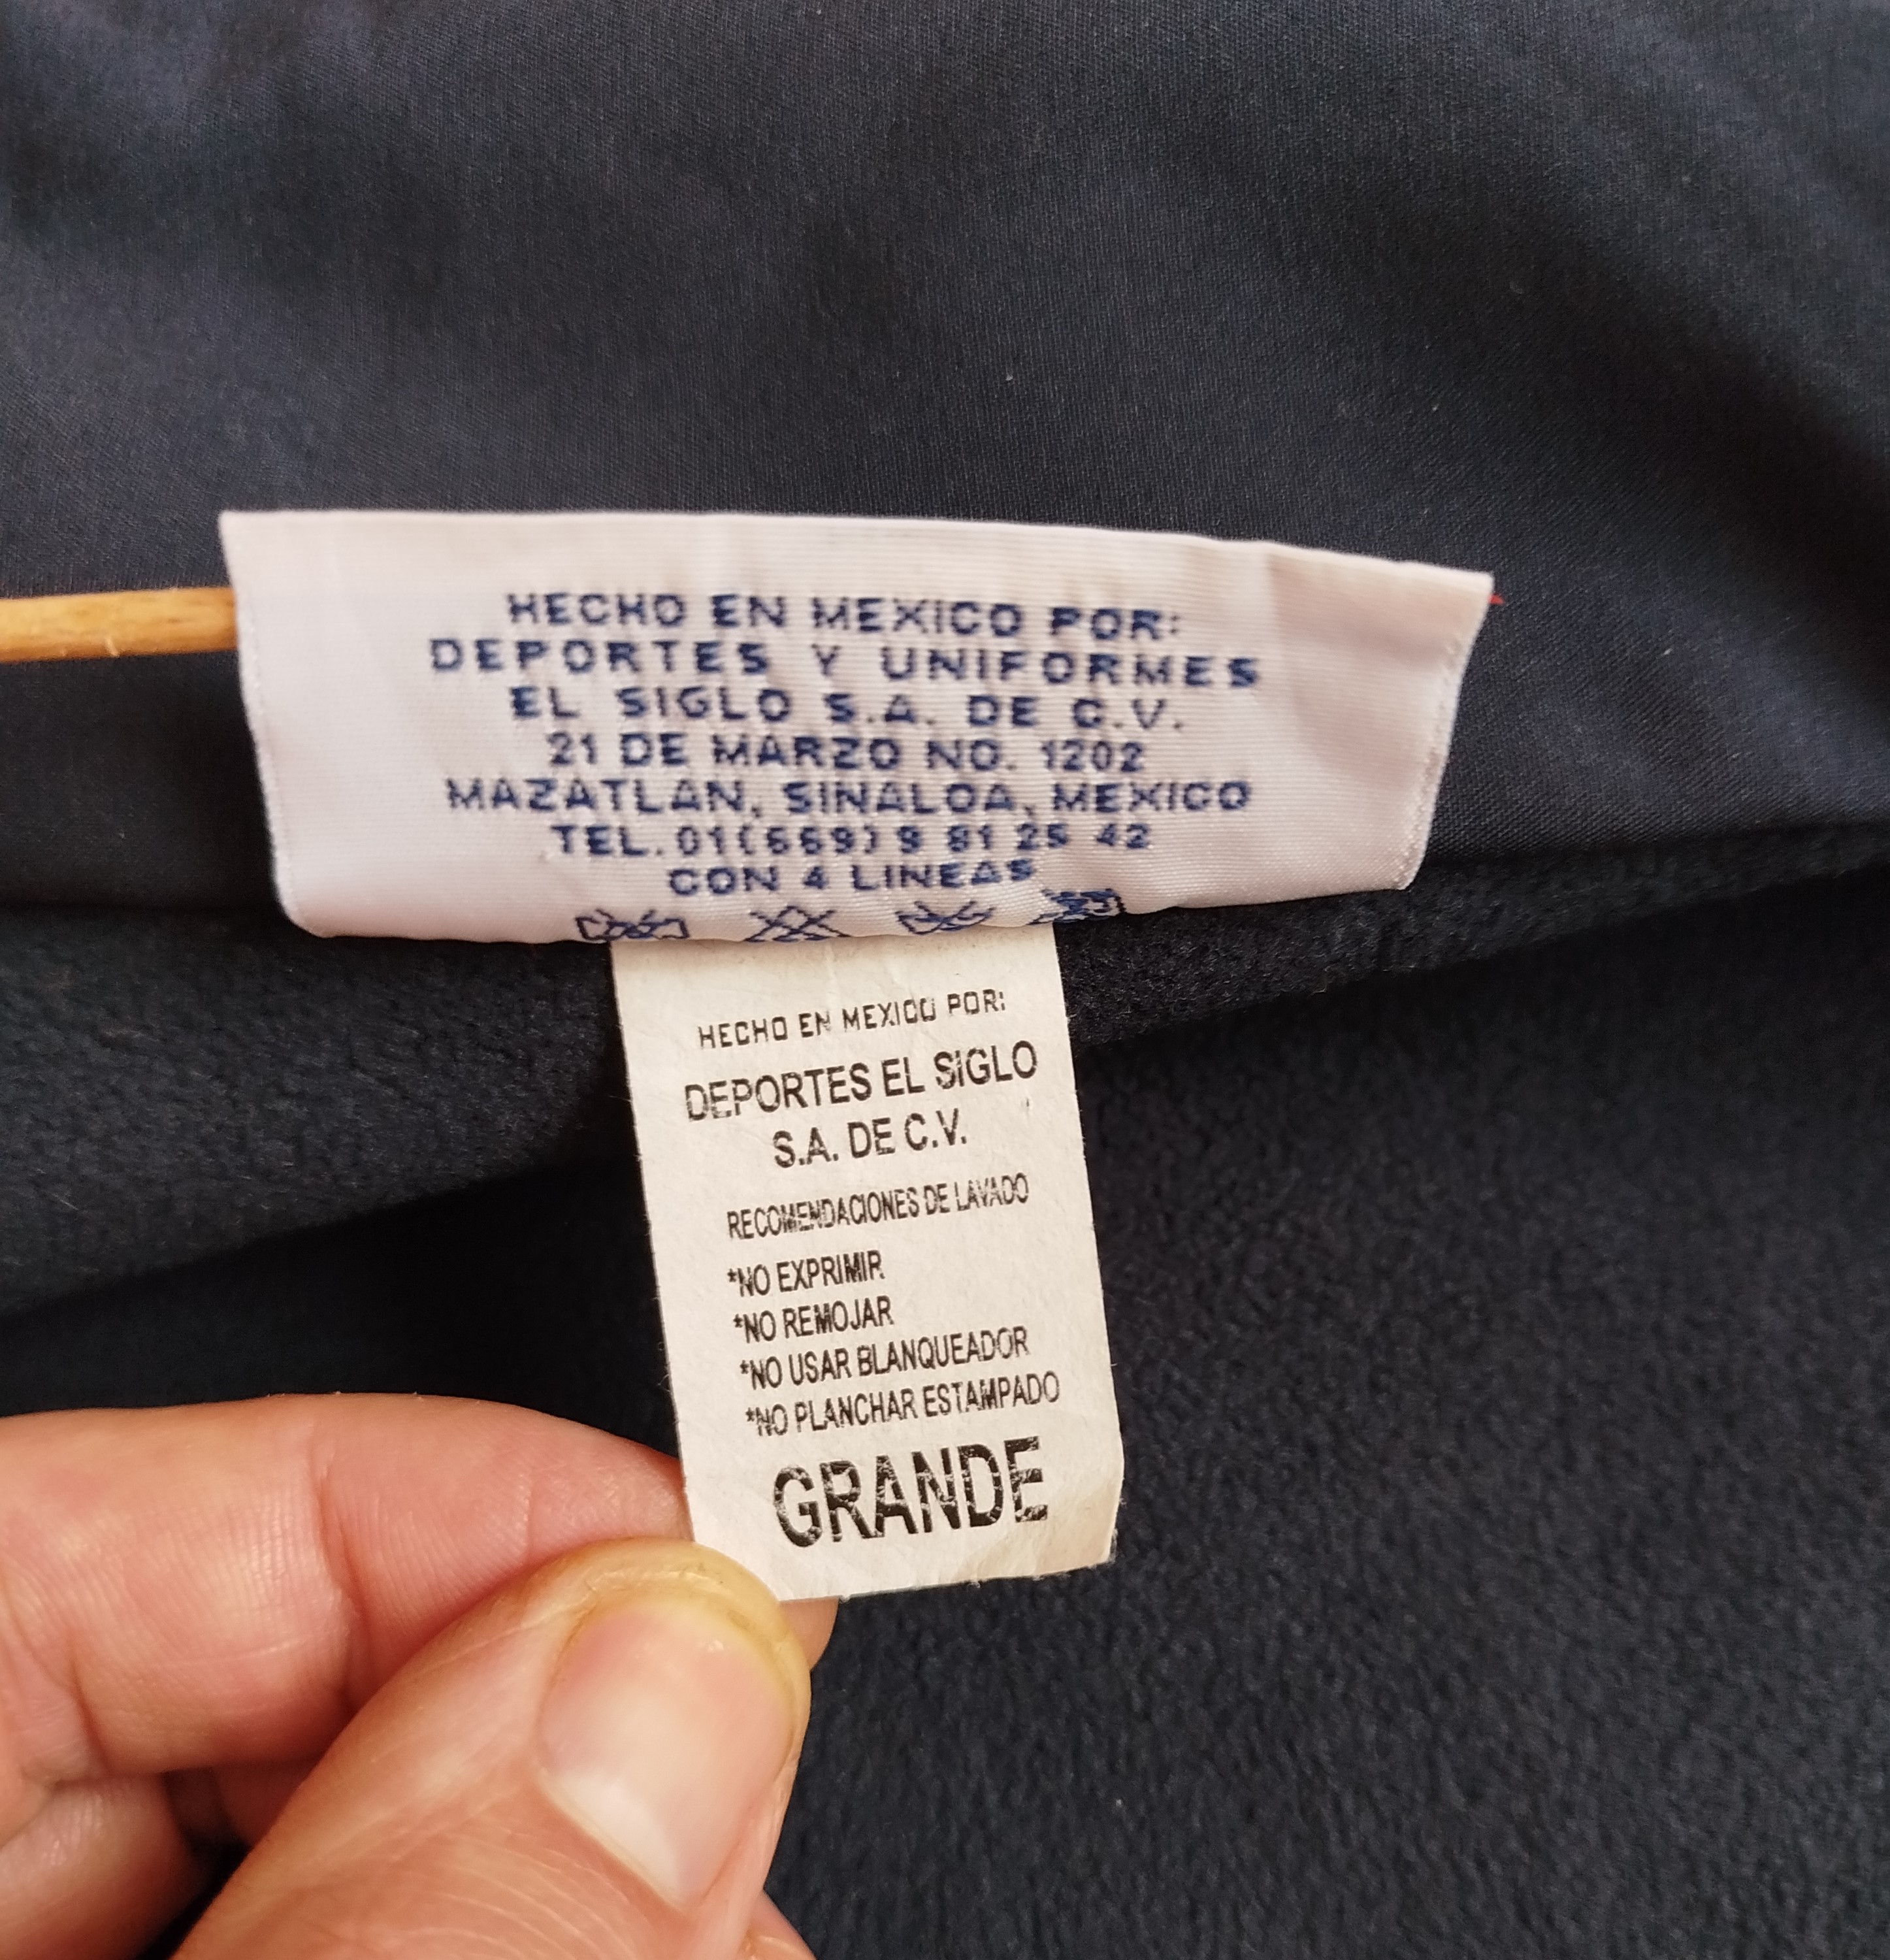 HECHO EN MEXICO POR:
DEPORTES Y UNIFORMES
EL SIGLO S.A. DE C.V.
21 DE MARZO NO. 1202
MAZATLAN, SINALOA, MEXICO
TEL. 01(669) 9 81 25 42
CON 4 LINEAS
HECHO EN MEXICO POR:
DEPORTES EL SIGLO
S.A. DE C.V.
RECOMENDACIONES DE LAVADO
*NO EXPRIMIR
*NO REMOJAR
*NO USAR BLANQUEADOR
*NO PLANCHAR ESTAMPADO
GRANDE